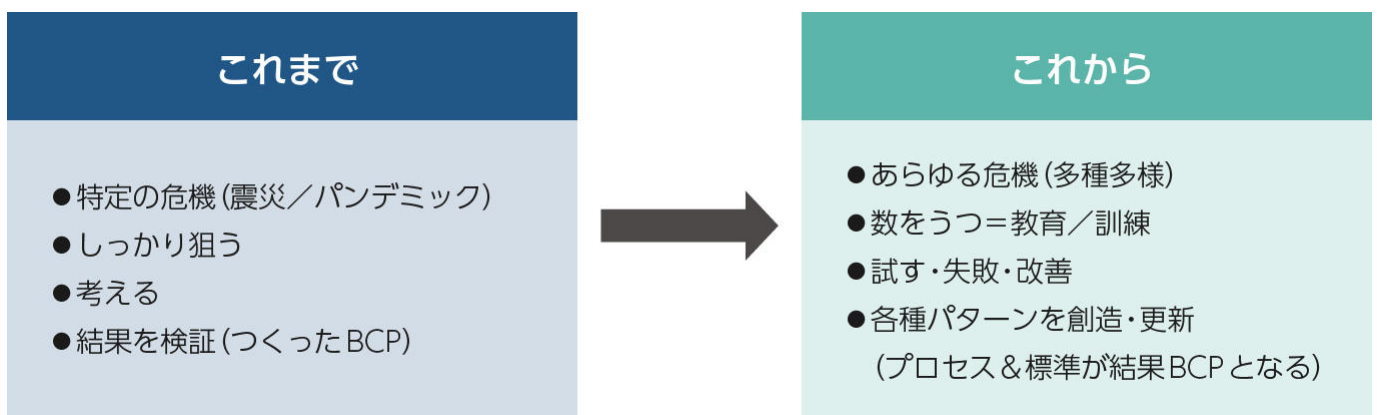 これまで
●特定の危機(震災／パンデミック)
●しっかり狙う
●考える
●結果を検証(つくったBCP)
これから
●あらゆる危機(多種多様)
●数をうつ＝教育／訓練
●試す・失敗・改善
●各種パターンを創造・更新
(プロセス＆標準が結果BCPとなる)